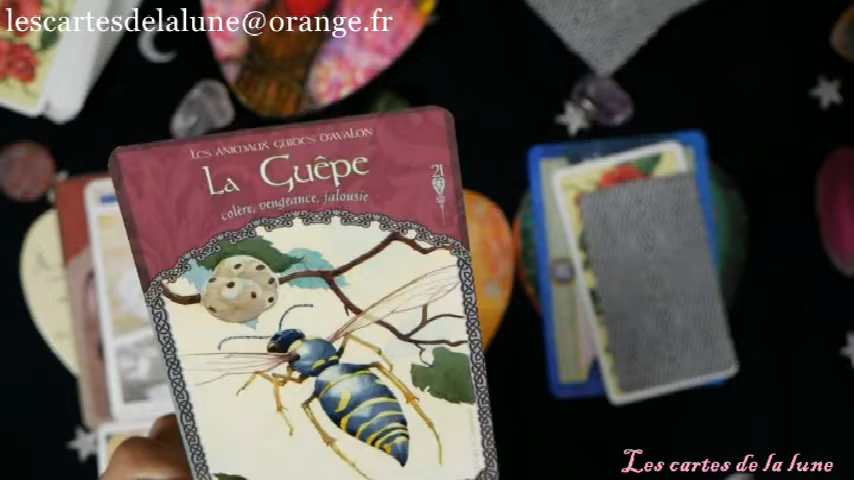 lescartesdelalune@orange.fr
Les animaux guides d'Avalon
La Guêpe
21
colère, vengeance, jalousie
Les cartes de la lune